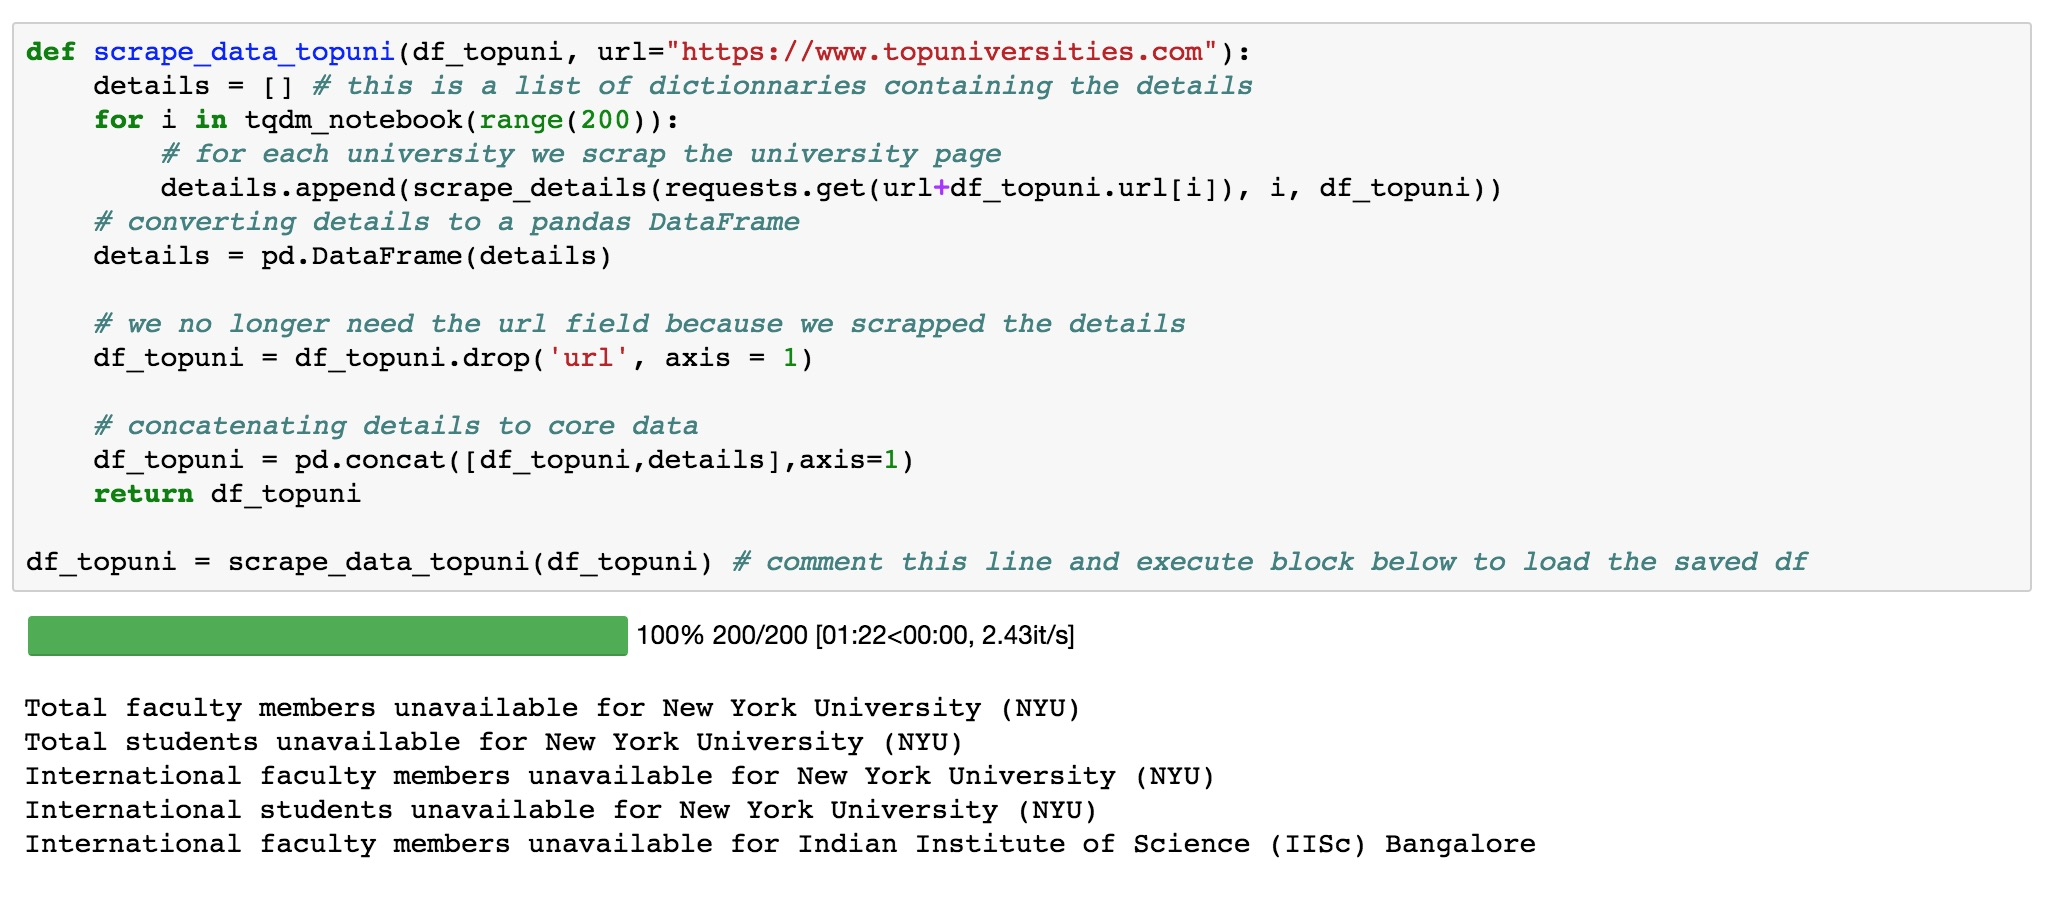 def scrape_data_topuni(df_topuni, url="https://www.topuniversities.com"):
    details = [] # this is a list of dictionnaries containing the details
    for i in tqdm_notebook(range(200)):
        # for each university we scrap the university page
        details.append(scrape_details(requests.get(url+df_topuni.url[i]), i, df_topuni))
    # converting details to a pandas DataFrame
    details = pd.DataFrame(details)

    # we no longer need the url field because we scrapped the details
    df_topuni = df_topuni.drop('url', axis = 1)

    # concatenating details to core data
    df_topuni = pd.concat([df_topuni,details],axis=1)
    return df_topuni

df_topuni = scrape_data_topuni(df_topuni) # comment this line and execute block below to load the saved df
100% 200/200 [01:22<00:00, 2.43it/s]
Total faculty members unavailable for New York University (NYU)
Total students unavailable for New York University (NYU)
International faculty members unavailable for New York University (NYU)
International students unavailable for New York University (NYU)
International faculty members unavailable for Indian Institute of Science (IISc) Bangalore